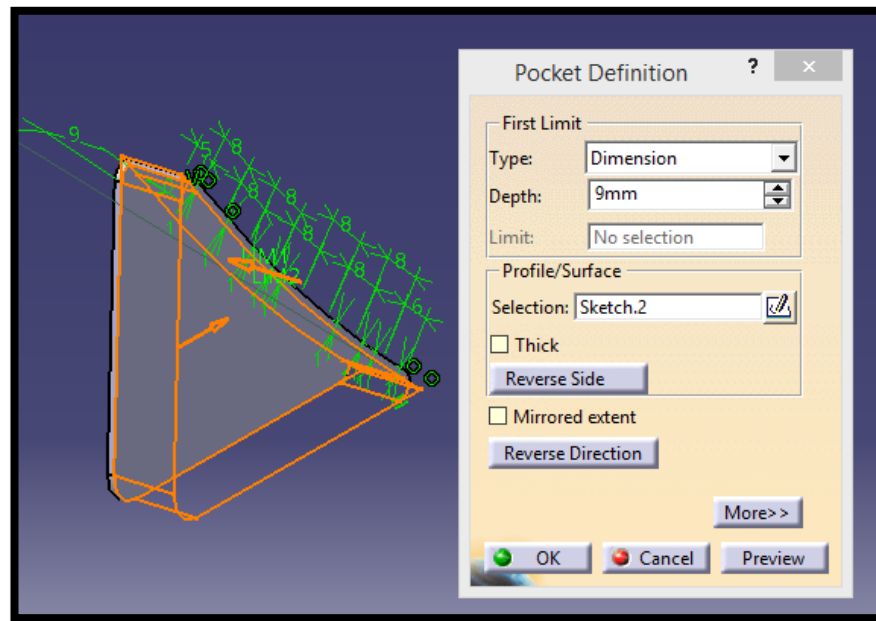 Pocket Definition ?
First Limit
Type: Dimension
Depth: 9mm
Limit: No selection
Profile/Surface
Selection: Sketch.2
Thick
Reverse Side
Mirrored extent
Reverse Direction
More>>
OK Cancel Preview
9
5
8
8
8
8
8
8
6